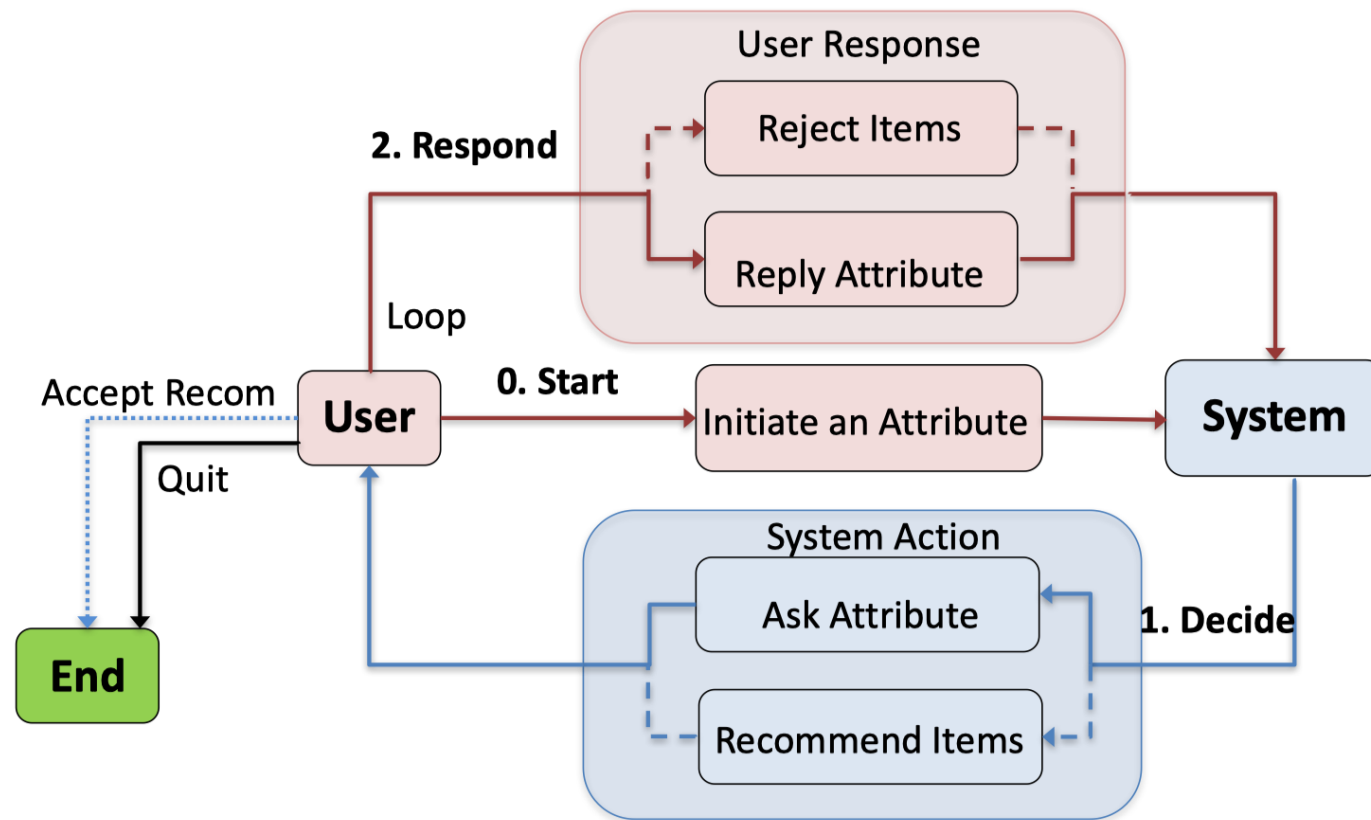 User Response
Reject Items
2. Respond
Reply Attribute
Loop
0. Start
Accept Recom
User
Initiate an Attribute
System
Quit
System Action
Ask Attribute
1. Decide
End
Recommend Items